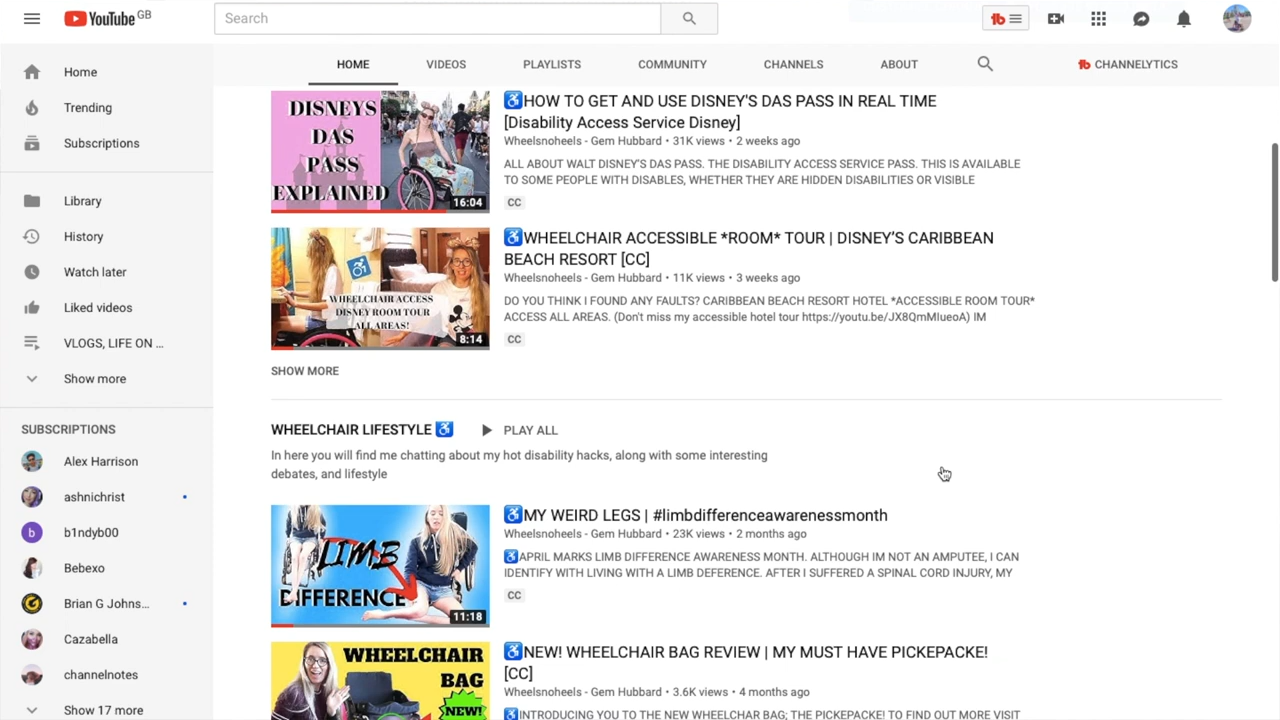 YouTube GB
Search
HOME
VIDEOS
PLAYLISTS
COMMUNITY
CHANNELS
ABOUT
CHANNELYTICS
Home
Trending
Subscriptions
Library
History
Watch later
Liked videos
VLOGS, LIFE ON ...
Show more
SUBSCRIPTIONS
Alex Harrison
ashnichrist
b b1ndyb00
Bebexo
Brian G Johns...
Cazabella
channelnotes
Show 17 more
DISNEYS
DAS
PASS
EXPLAINED
16:04
♿HOW TO GET AND USE DISNEY'S DAS PASS IN REAL TIME
[Disability Access Service Disney]
Wheelsnoheels - Gem Hubbard • 31K views • 2 weeks ago
ALL ABOUT WALT DISNEY'S DAS PASS. THE DISABILITY ACCESS SERVICE PASS. THIS IS AVAILABLE
TO SOME PEOPLE WITH DISABLES, WHETHER THEY ARE HIDDEN DISABILITIES OR VISIBLE
CC
WHEELCHAIR ACCESS
DISNEY ROOM TOUR
ALL AREAS!
8:14
♿WHEELCHAIR ACCESSIBLE *ROOM* TOUR | DISNEY'S CARIBBEAN
BEACH RESORT [CC]
Wheelsnoheels - Gem Hubbard • 11K views • 3 weeks ago
DO YOU THINK I FOUND ANY FAULTS? CARIBBEAN BEACH RESORT HOTEL *ACCESSIBLE ROOM TOUR*
ACCESS ALL AREAS. (Don't miss my accessible hotel tour https://youtu.be/JX8QmMIueoA) IM
CC
SHOW MORE
WHEELCHAIR LIFESTYLE ♿
PLAY ALL
In here you will find me chatting about my hot disability hacks, along with some interesting
debates, and lifestyle
LIMB
DIFFERENCE
11:18
♿MY WEIRD LEGS | #limbdifferenceawarenessmonth
Wheelsnoheels - Gem Hubbard • 23K views • 2 months ago
♿APRIL MARKS LIMB DIFFERENCE AWARENESS MONTH. ALTHOUGH IM NOT AN AMPUTEE, I CAN
IDENTIFY WITH LIVING WITH A LIMB DEFERENCE. AFTER I SUFFERED A SPINAL CORD INJURY, MY
CC
WHEELCHAIR
BAG
NEW!
♿NEW! WHEELCHAIR BAG REVIEW | MY MUST HAVE PICKEPACKE!
[CC]
Wheelsnoheels - Gem Hubbard • 3.6K views • 4 months ago
♿INTRODUCING YOU TO THE NEW WHEELCHAR BAG; THE PICKEPACKE! TO FIND OUT MORE VISIT